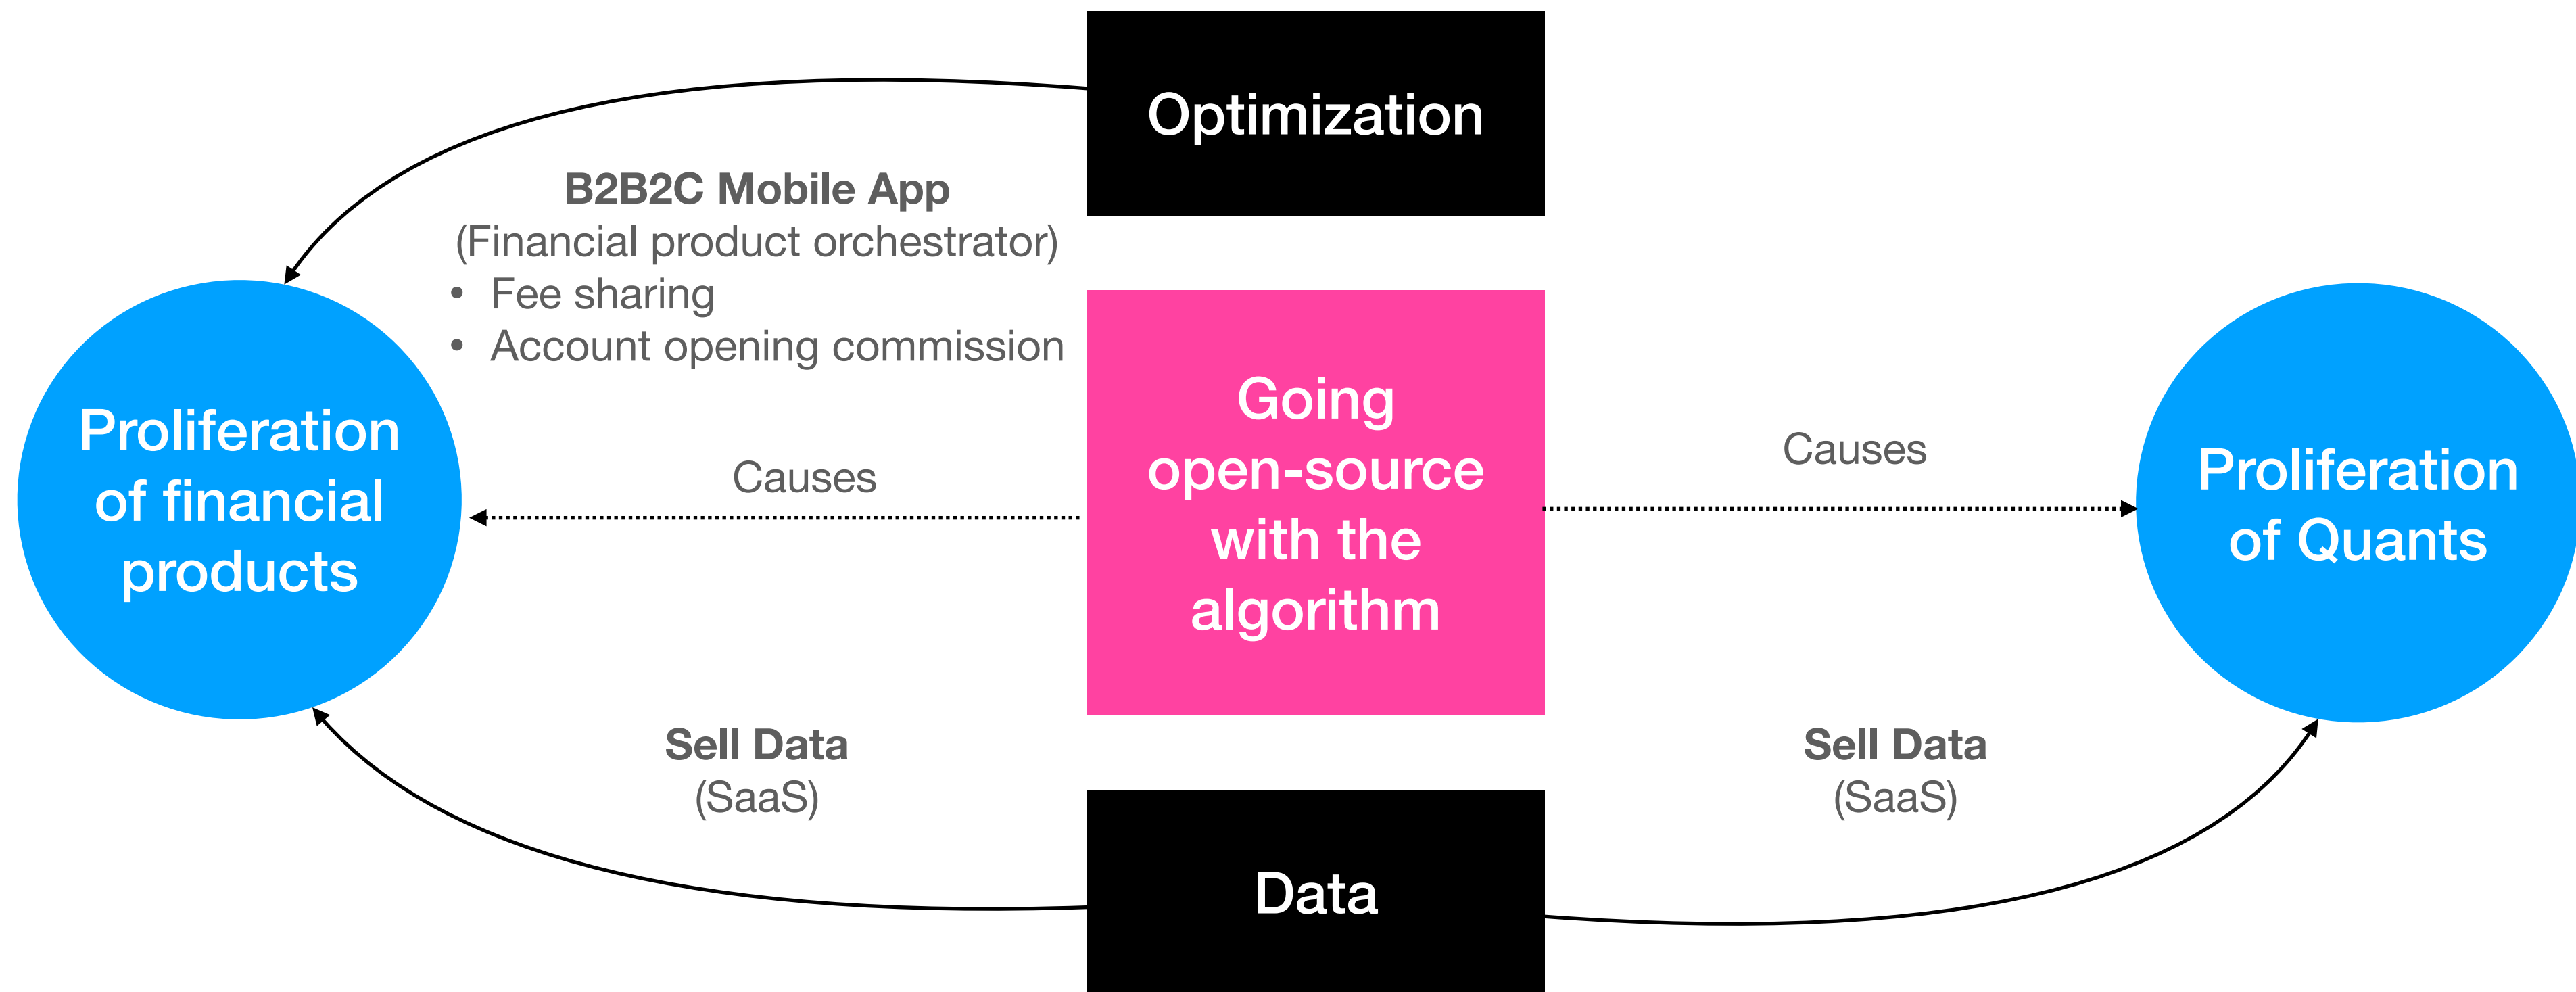 Optimization
B2B2C Mobile App
(Financial product orchestrator)
• Fee sharing
• Account opening commission
Proliferation
of financial
products
Causes
Going
open-source
with the
algorithm
Causes
Proliferation
of Quants
Sell Data
(SaaS)
Sell Data
(SaaS)
Data